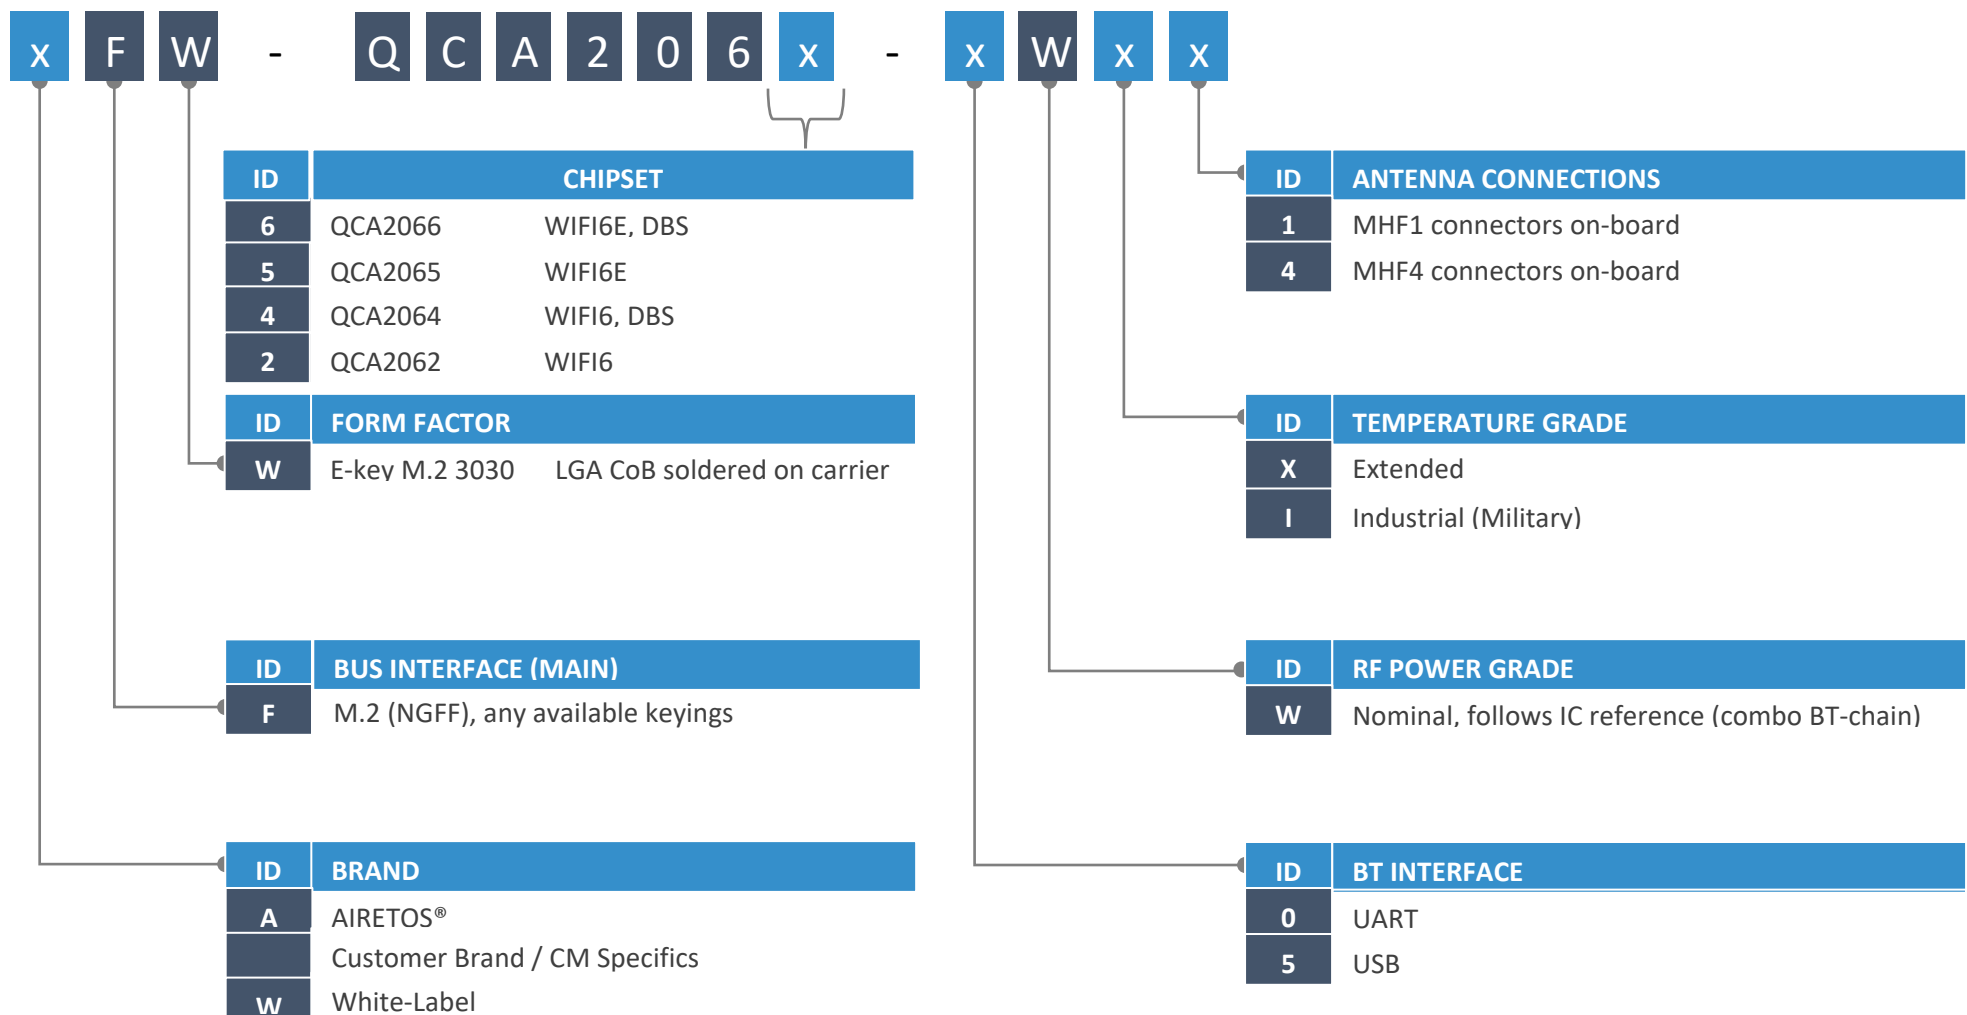 x F W - Q C A 2 0 6 x - x W x x
ID CHIPSET
6 QCA2066 WIFI6E, DBS
5 QCA2065 WIFI6E
4 QCA2064 WIFI6, DBS
2 QCA2062 WIFI6
ID FORM FACTOR
W E-key M.2 3030 LGA CoB soldered on carrier
ID BUS INTERFACE (MAIN)
F M.2 (NGFF), any available keyings
ID BRAND
A AIRETOS®
Customer Brand / CM Specifics
W White-Label
ID ANTENNA CONNECTIONS
1 MHF1 connectors on-board
4 MHF4 connectors on-board
ID TEMPERATURE GRADE
X Extended
I Industrial (Military)
ID RF POWER GRADE
W Nominal, follows IC reference (combo BT-chain)
ID BT INTERFACE
0 UART
5 USB